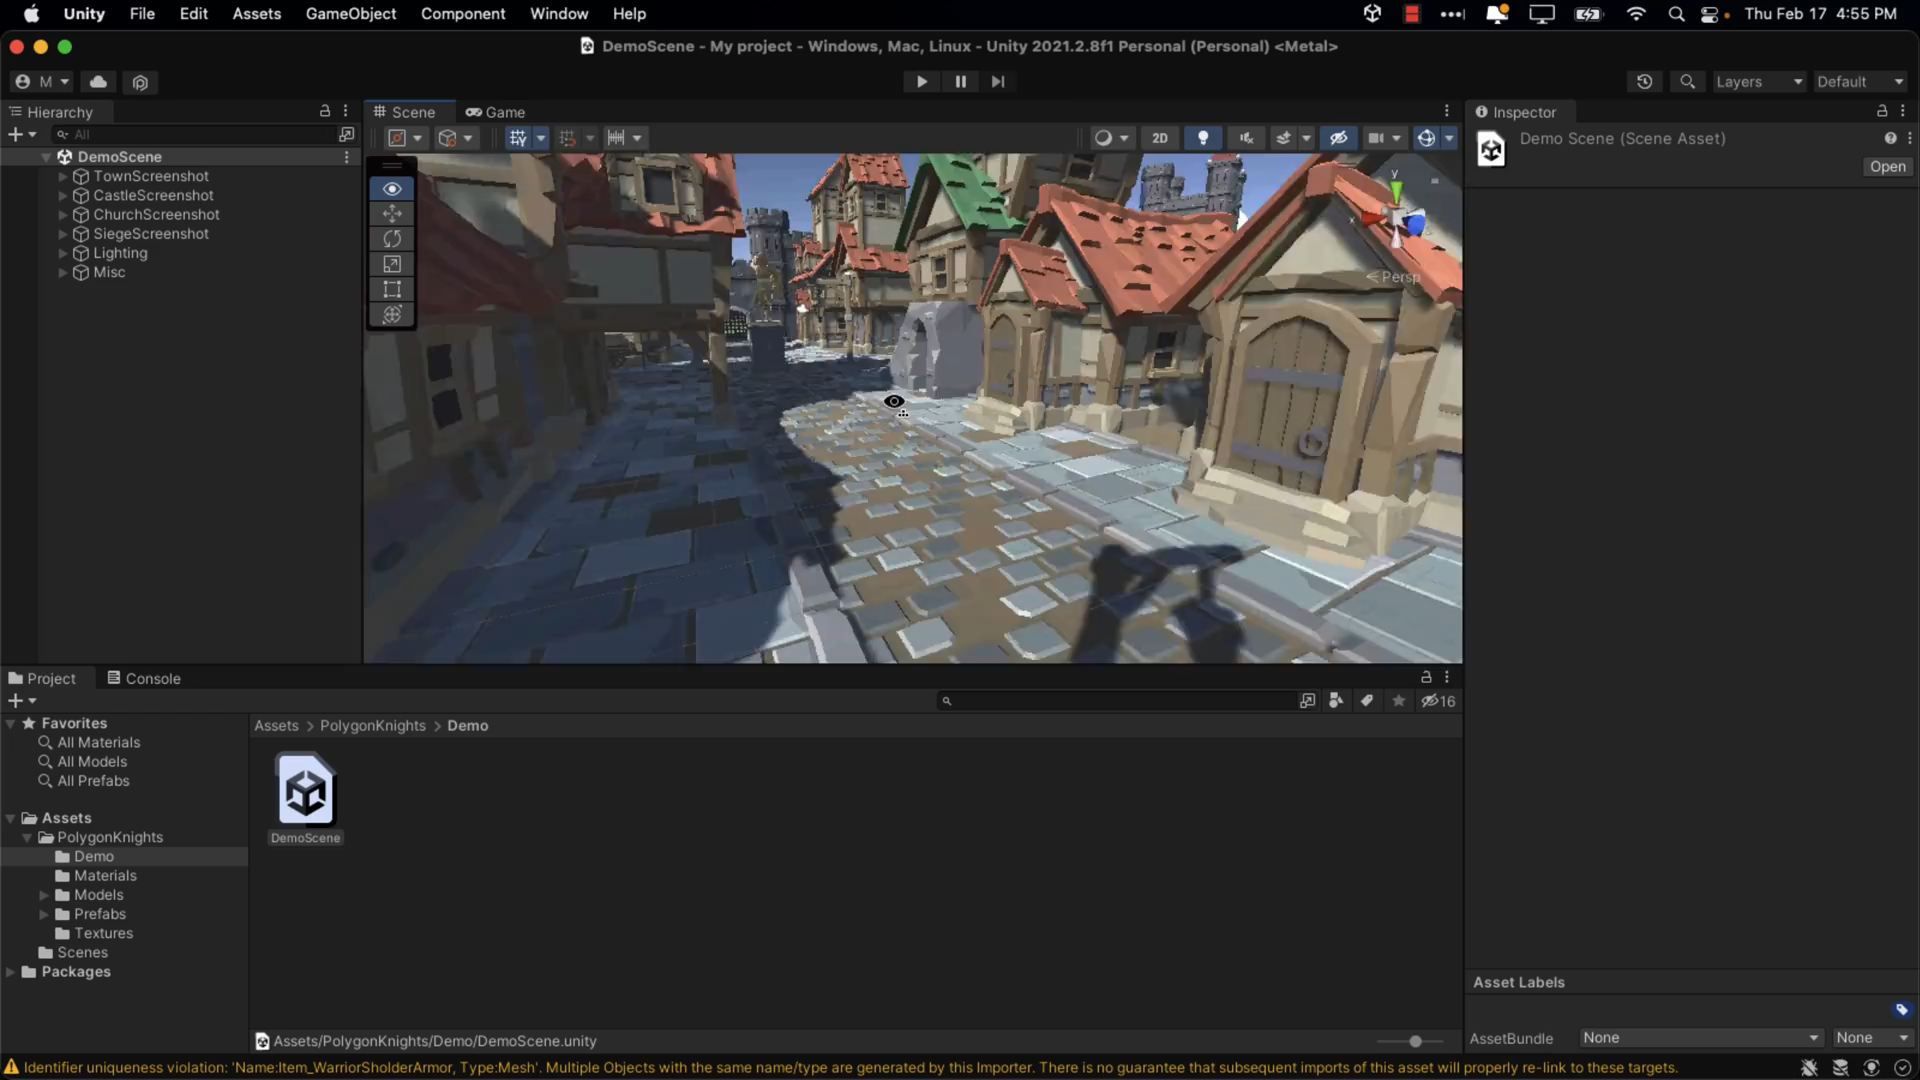 Unity File Edit Assets GameObject Component Window Help Thu Feb 17 4:55 PM
DemoScene - My project - Windows, Mac, Linux - Unity 2021.2.8f1 Personal (Personal) <Metal>
M Layers Default
Hierarchy
All
DemoScene
TownScreenshot
CastleScreenshot
ChurchScreenshot
SiegeScreenshot
Lighting
Misc
Scene Game
2D
y
x
Persp
Inspector
Demo Scene (Scene Asset)
Open
Project Console
16
Favorites
All Materials
All Models
All Prefabs
Assets
PolygonKnights
Demo
Materials
Models
Prefabs
Textures
Scenes
Packages
Assets > PolygonKnights > Demo
DemoScene
Assets/PolygonKnights/Demo/DemoScene.unity
Asset Labels
AssetBundle None None
Identifier uniqueness violation: 'Name:Item_WarriorSholderArmor, Type:Mesh'. Multiple Objects with the same name/type are generated by this Importer. There is no guarantee that subsequent imports of this asset will properly re-link to these targets.